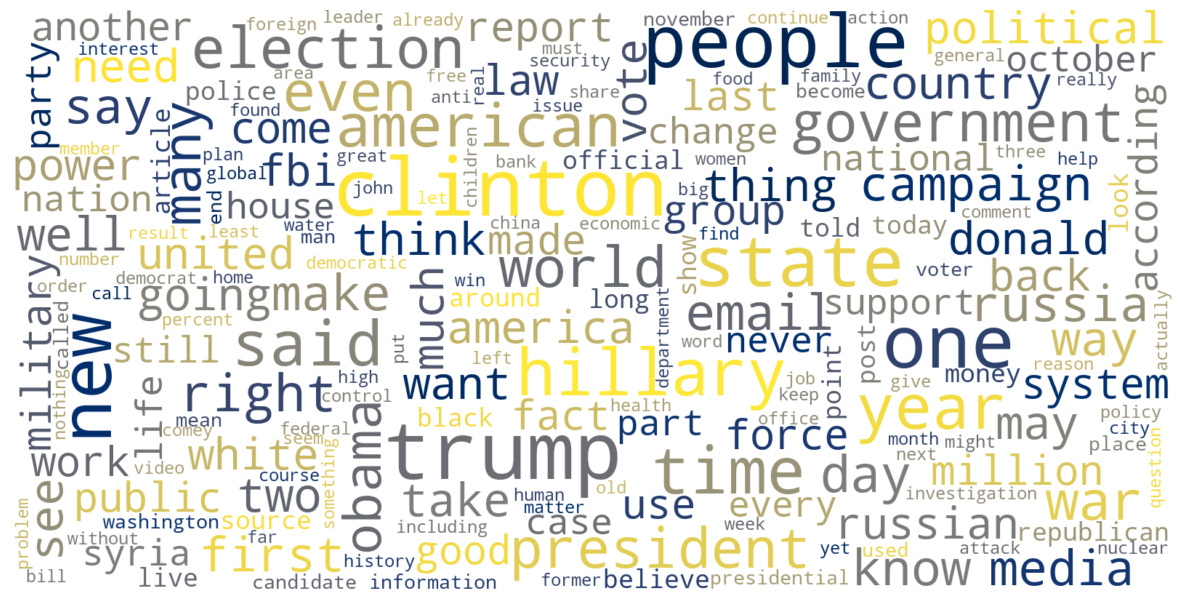 another
foreign
leader
already
report
november
continue
action
political
interest
election
must
people
general
october
party
need
area
free
security
vote
food
family
country
really
say
police
even
anti
real
law
share
last
become
found
issue
many
come
american
change
government
according
member
article
plan
great
children
bank
official
women
national
three
help
power
global
fbi
john
let
clinton
big
thing
campaign
look
nation
end
house
group
comment
well
result
least
water
man
china
economic
find
told
today
donald
think
made
united
number
democratic
world
show
state
voter
back
military
order
democrat
home
call
win
department
going
make
much
around
long
email
support
russia
actually
new
percent
said
put
america
word
never
post
one
way
still
left
nothing
called
life
right
high
control
want
hillary
job
keep
point
give
money
reason
system
mean
comey
federal
black
fact
health
part
office
year
may
policy
city
place
question
work
video
white
seem
obama
trump
force
time
month
might
next
day
million
course
something
see
public
two
take
human
old
matter
use
every
investigation
war
problem
washington
source
including
case
week
russian
republican
without
far
syria
first
history
good
president
yet
used
attack
nuclear
bill
live
candidate
information
former
believe
presidential
know
media